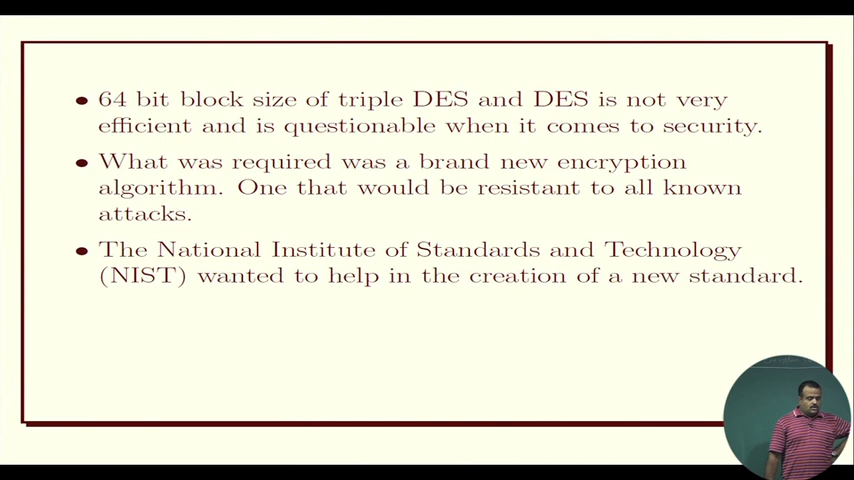 • 64 bit block size of triple DES and DES is not very
efficient and is questionable when it comes to security.
• What was required was a brand new encryption
algorithm. One that would be resistant to all known
attacks.
• The National Institute of Standards and Technology
(NIST) wanted to help in the creation of a new standard.